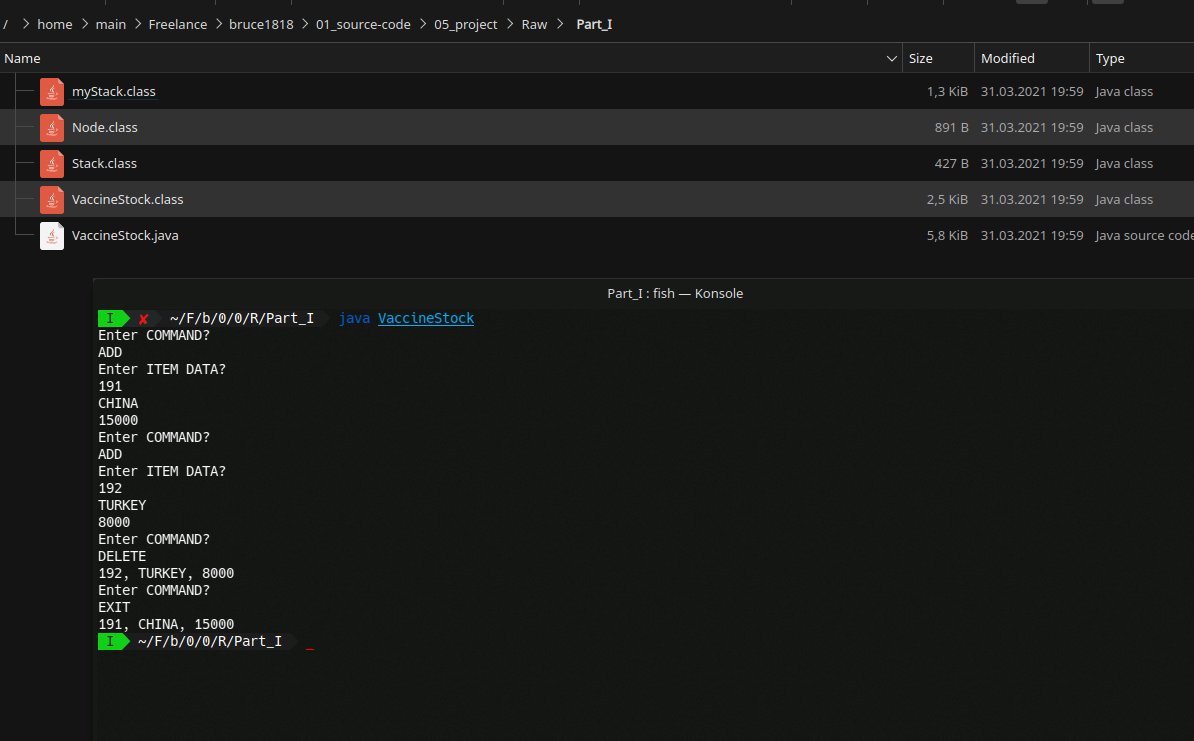 / > home > main > Freelance > bruce1818 > 01_source-code > 05_project > Raw > Part_I
Name Size Modified Type
myStack.class 1,3 KiB 31.03.2021 19:59 Java class
Node.class 891 B 31.03.2021 19:59 Java class
Stack.class 427 B 31.03.2021 19:59 Java class
VaccineStock.class 2,5 KiB 31.03.2021 19:59 Java class
VaccineStock.java 5,8 KiB 31.03.2021 19:59 Java source code
Part_I : fish — Konsole
I ✘ ~/F/b/0/0/R/Part_I java VaccineStock
Enter COMMAND?
ADD
Enter ITEM DATA?
191
CHINA
15000
Enter COMMAND?
ADD
Enter ITEM DATA?
192
TURKEY
8000
Enter COMMAND?
DELETE
192, TURKEY, 8000
Enter COMMAND?
EXIT
191, CHINA, 15000
I ~/F/b/0/0/R/Part_I _